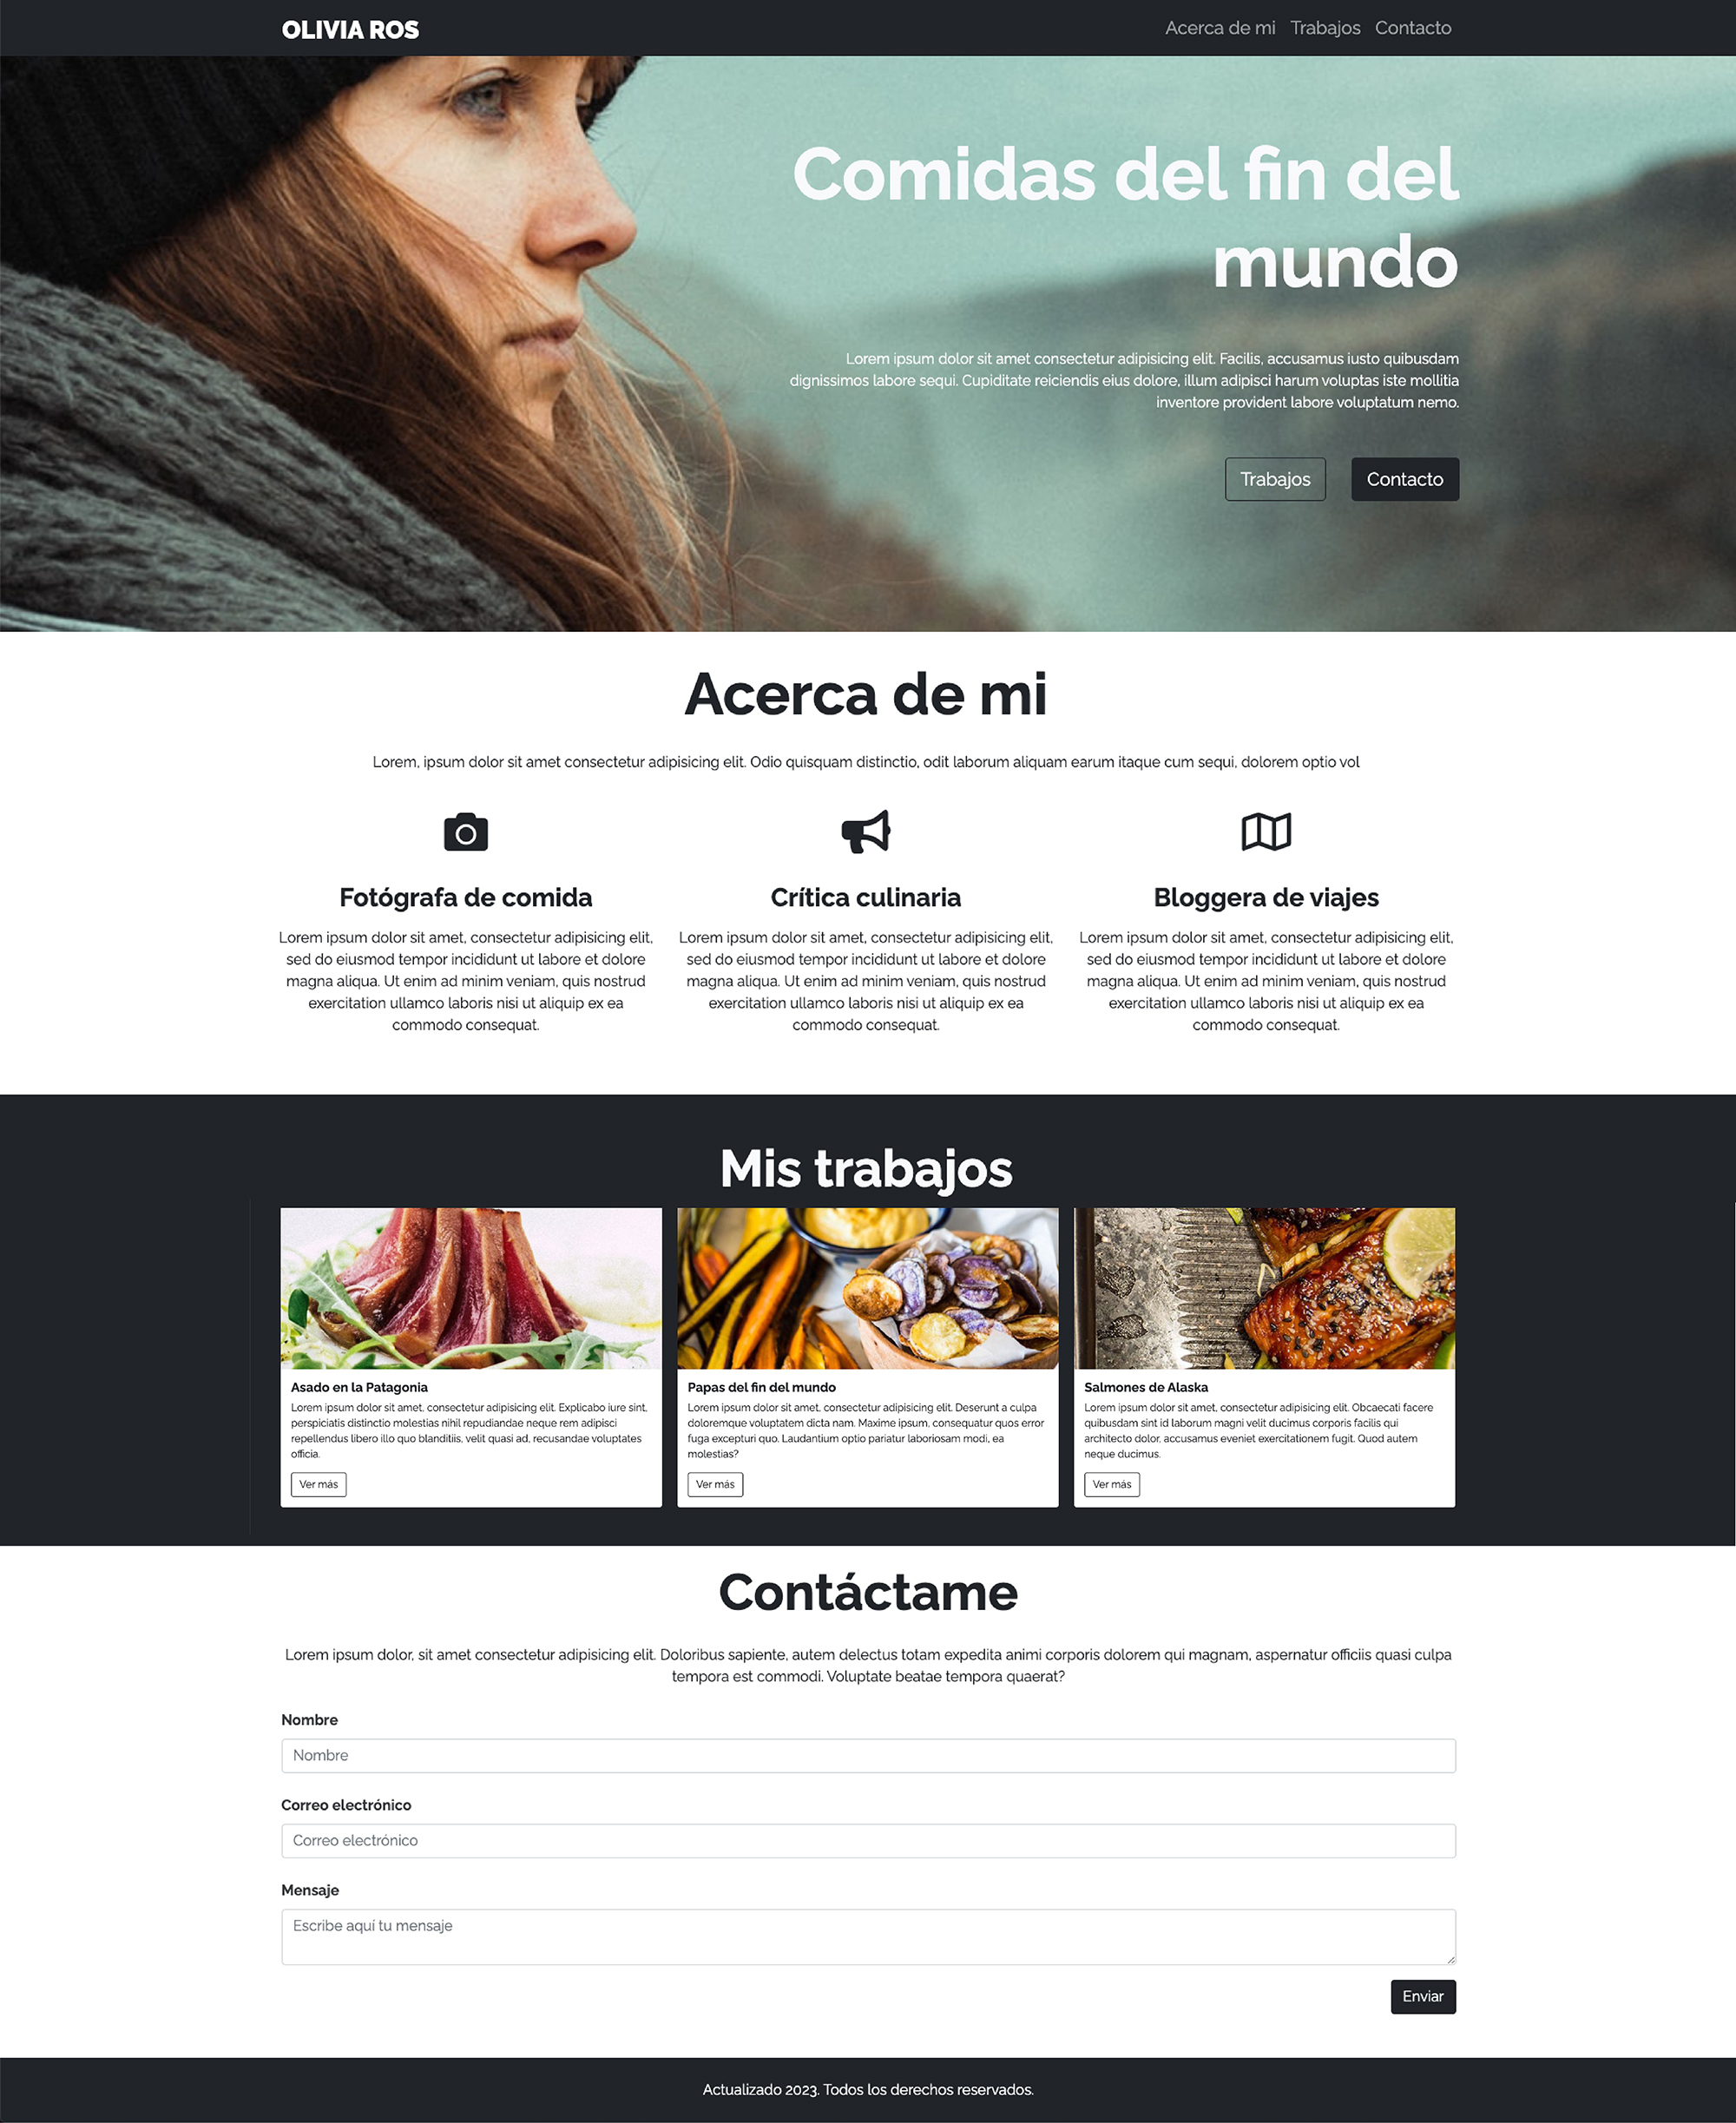 OLIVIA ROS
Acerca de mi Trabajos Contacto
Comidas del fin del
mundo
Lorem ipsum dolor sit amet consectetur adipisicing elit. Facilis, accusamus iusto quibusdam
dignissimos labore sequi. Cupiditate reiciendis eius dolore, illum adipisci harum voluptas iste mollitia
inventore provident labore voluptatum nemo.
Trabajos
Contacto
Acerca de mi
Lorem, ipsum dolor sit amet consectetur adipisicing elit. Odio quisquam distinctio, odit laborum aliquam earum itaque cum sequi, dolorem optio vol
Fotógrafa de comida
Lorem ipsum dolor sit amet, consectetur adipisicing elit,
sed do eiusmod tempor incididunt ut labore et dolore
magna aliqua. Ut enim ad minim veniam, quis nostrud
exercitation ullamco laboris nisi ut aliquip ex ea
commodo consequat.
Crítica culinaria
Lorem ipsum dolor sit amet, consectetur adipisicing elit,
sed do eiusmod tempor incididunt ut labore et dolore
magna aliqua. Ut enim ad minim veniam, quis nostrud
exercitation ullamco laboris nisi ut aliquip ex ea
commodo consequat.
Bloggera de viajes
Lorem ipsum dolor sit amet, consectetur adipisicing elit,
sed do eiusmod tempor incididunt ut labore et dolore
magna aliqua. Ut enim ad minim veniam, quis nostrud
exercitation ullamco laboris nisi ut aliquip ex ea
commodo consequat.
Mis trabajos
Asado en la Patagonia
Lorem ipsum dolor sit amet, consectetur adipisicing elit. Explicabo iure sint,
perspiciatis distinctio molestias nihil repudiandae neque rem adipisci
repellendus libero illo quo blanditiis, velit quasi ad, recusandae voluptates
officia.
Ver más
Papas del fin del mundo
Lorem ipsum dolor sit amet, consectetur adipisicing elit. Deserunt a culpa
doloremque voluptatem dicta nam. Maxime ipsum, consequatur quos error
fuga excepturi quo. Laudantium optio pariatur laboriosam modi, ea
molestias?
Ver más
Salmones de Alaska
Lorem ipsum dolor sit amet, consectetur adipisicing elit. Obcaecati facere
quibusdam sint id laborum magni velit ducimus corporis facilis qui
architecto dolor, accusamus eveniet exercitationem fugit. Quod autem
neque ducimus.
Ver más
Contáctame
Lorem ipsum dolor, sit amet consectetur adipisicing elit. Doloribus sapiente, autem delectus totam expedita animi corporis dolorem qui magnam, aspernatur officiis quasi culpa
tempora est commodi. Voluptate beatae tempora quaerat?
Nombre
Nombre
Correo electrónico
Correo electrónico
Mensaje
Escribe aquí tu mensaje
Enviar
Actualizado 2023. Todos los derechos reservados.